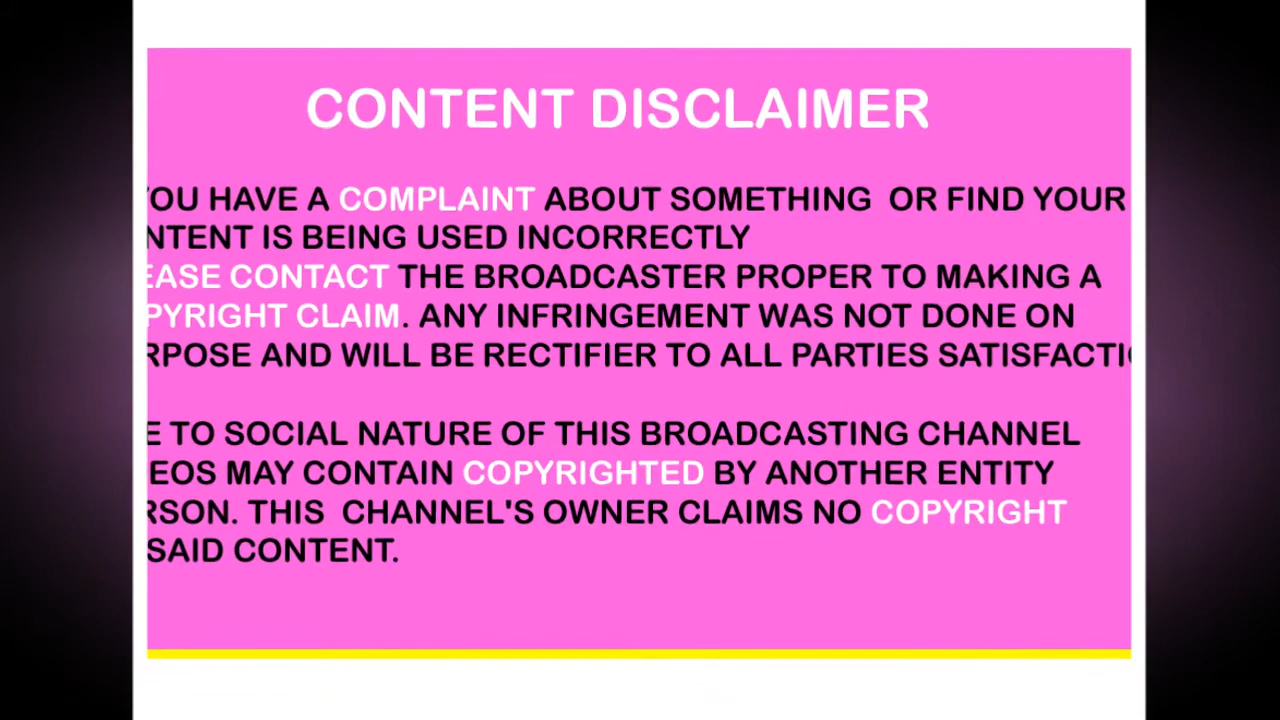 CONTENT DISCLAIMER
YOU HAVE A COMPLAINT ABOUT SOMETHING OR FIND YOUR
NTENT IS BEING USED INCORRECTLY
EASE CONTACT THE BROADCASTER PROPER TO MAKING A
PYRIGHT CLAIM. ANY INFRINGEMENT WAS NOT DONE ON
RPOSE AND WILL BE RECTIFIER TO ALL PARTIES SATISFACTI
E TO SOCIAL NATURE OF THIS BROADCASTING CHANNEL
EOS MAY CONTAIN COPYRIGHTED BY ANOTHER ENTITY
RSON. THIS CHANNEL'S OWNER CLAIMS NO COPYRIGHT
SAID CONTENT.